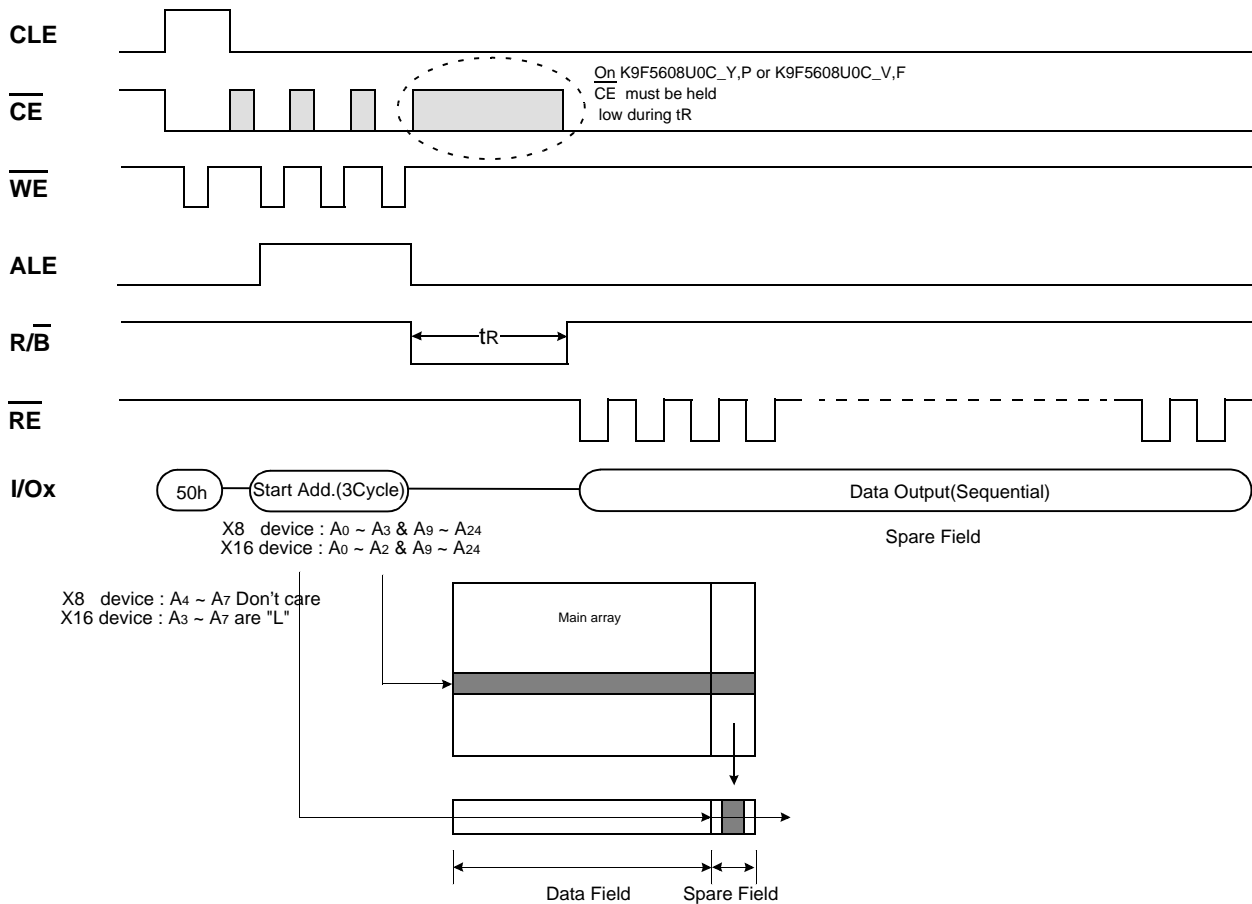 CLE
On K9F5608U0C_Y,P or K9F5608U0C_V,F
CE must be held
low during tR
CE
WE
ALE
R/B
tR
RE
I/Ox
50h
Start Add.(3Cycle)
Data Output(Sequential)
X8 device : A0 ~ A3 & A9 ~ A24
X16 device : A0 ~ A2 & A9 ~ A24
Spare Field
X8 device : A4 ~ A7 Don't care
X16 device : A3 ~ A7 are "L"
Main array
Data Field
Spare Field